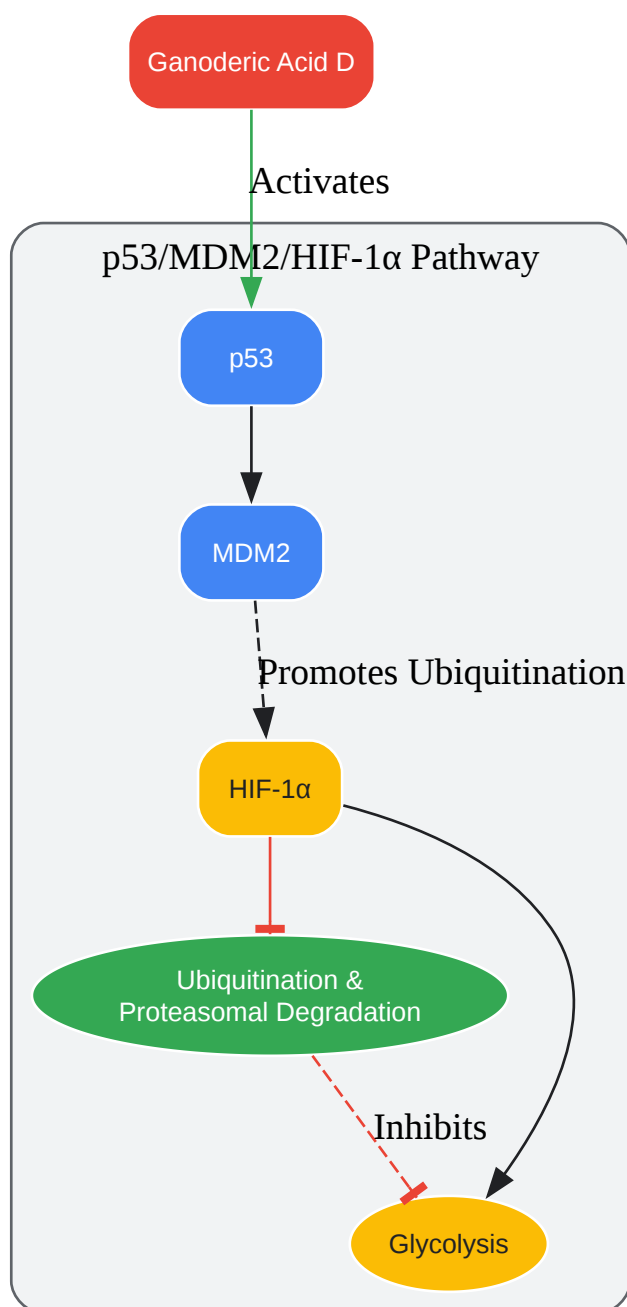 Ganoderic Acid D
Activates
p53/MDM2/HIF-1α Pathway
p53
MDM2
Promotes Ubiquitination
HIF-1α
Ubiquitination &
Proteasomal Degradation
Inhibits
Glycolysis